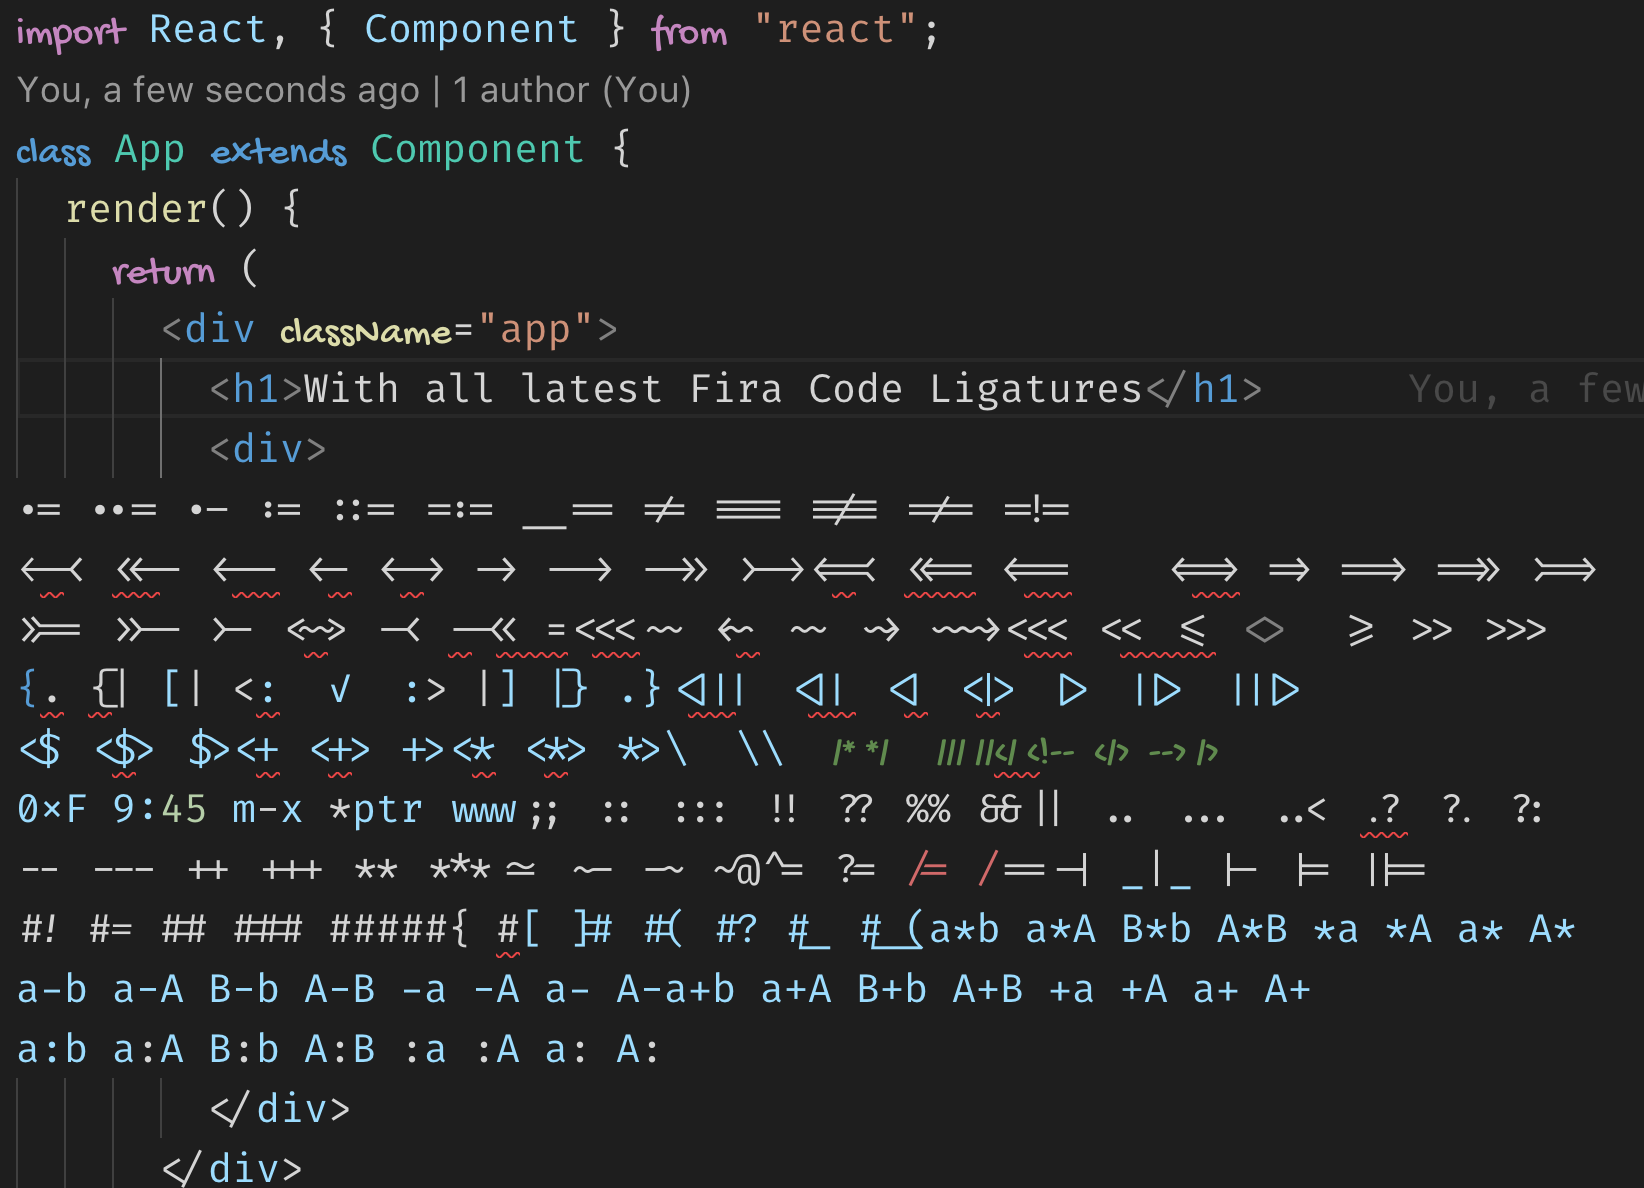 import React, { Component } from "react";
You, a few seconds ago | 1 author (You)
class App extends Component {
render() {
return (
<div className="app">
<h1>With all latest Fira Code Ligatures</h1> You, a few
<div>
.= ..= .- := ::= =:= __== != === !== =/= =!=
<-< <<- <-- <- <-> -> --> ->> >-><=< <<= <== <=> => ==> =>> >=>
>>= >>- >- <~> -< -<< =<<<~~ <~ ~~ ~> ~~><<< << <= <> >= >> >>>
{. {| [| <: √ :> |] |} .}<||| <|| <| <|> |> ||> |||>
<$ <$> $><+ <+> +><* <*> *>\ \\ /* */ /// //</ <!-- </> --> />
0xF 9:45 m-x *ptr www;; :: ::: !! ?? %% &&|| .. ... ..< .? ?. ?:
-- --- ++ +++ ** *** ~= ~- -~ ~@^= ?= /= /==-| _|_ |- |= ||=
#! #= ## ### #####{ #[ ]# #( #? #_ #_(a*b a*A B*b A*B *a *A a* A*
a-b a-A B-b A-B -a -A a- A-a+b a+A B+b A+B +a +A a+ A+
a:b a:A B:b A:B :a :A a: A:
</div>
</div>